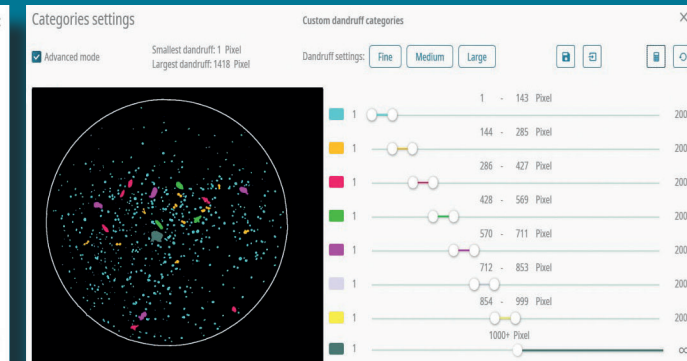 Categories settings
Custom dandruff categories
Advanced mode
Smallest dandruff: 1 Pixel
Largest dandruff: 1418 Pixel
Dandruff settings: Fine Medium Large
1 - 143 Pixel
1 200
144 - 285 Pixel
1 200
286 - 427 Pixel
1 200
428 - 569 Pixel
1 200
570 - 711 Pixel
1 200
712 - 853 Pixel
1 200
854 - 999 Pixel
1 200
1000+ Pixel
1 ∞